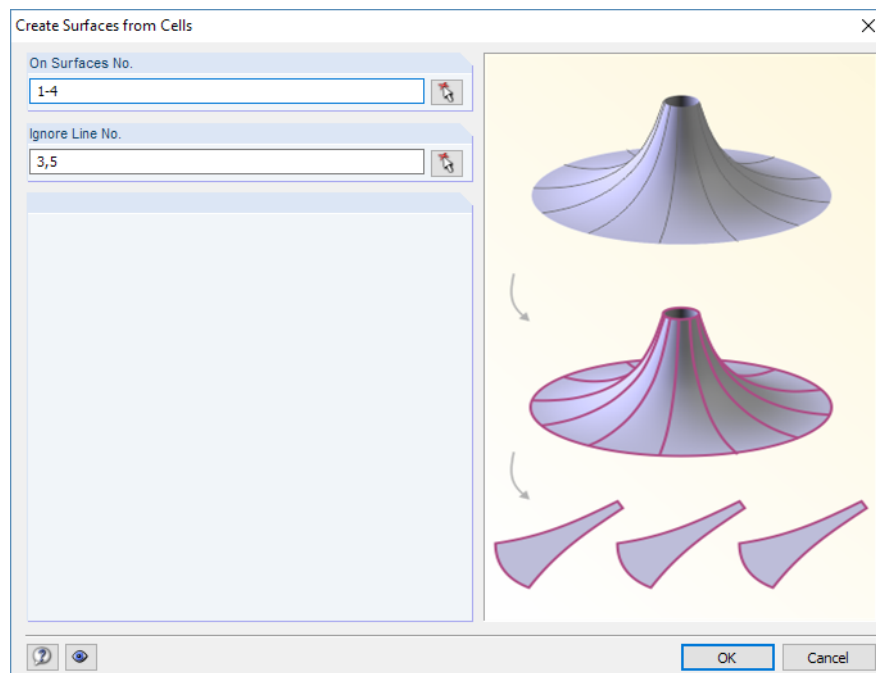 Create Surfaces from Cells
On Surfaces No.
1-4
Ignore Line No.
3,5
OK
Cancel